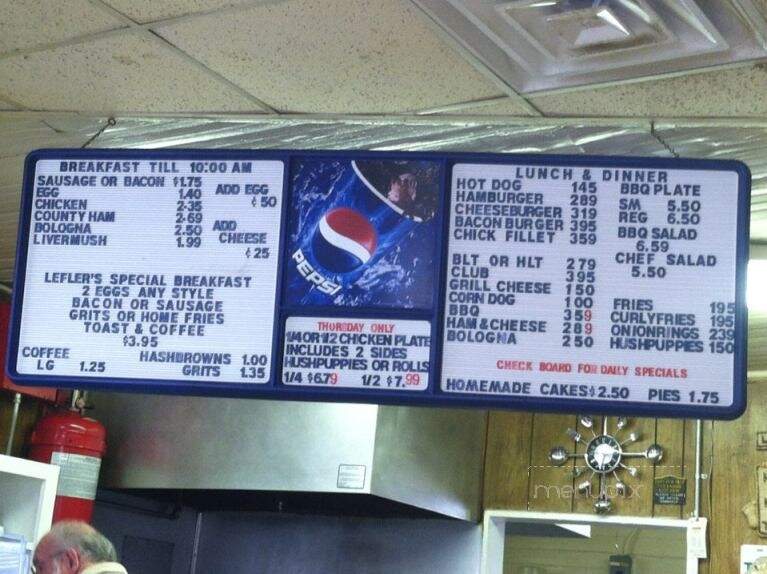 BREAKFAST TILL 10:00 AM
SAUSAGE OR BACON $1.75
EGG 1.40
CHICKEN 2.35
COUNTY HAM 2.69
BOLOGNA 2.50
LIVERMUSH 1.99
ADD EGG
¢50
ADD
CHEESE
¢25
LEFLER'S SPECIAL BREAKFAST
2 EGGS ANY STYLE
BACON OR SAUSAGE
GRITS OR HOME FRIES
TOAST & COFFEE
$3.95
COFFEE
LG 1.25
HASHBROWNS 1.00
GRITS 1.35
PEPSI
THURSDAY ONLY
1/4 OR 1/2 CHICKEN PLATE
INCLUDES 2 SIDES
HUSHPUPPIES OR ROLLS
1/4 $6.79 1/2 $7.99
LUNCH & DINNER
HOT DOG 145
HAMBURGER 289
CHEESEBURGER 319
BACON BURGER 395
CHICK FILLET 359
BLT OR HLT 279
CLUB 395
GRILL CHEESE 150
CORN DOG 100
BBQ 359
HAM & CHEESE 289
BOLOGNA 250
BBQ PLATE
SM 5.50
REG 6.50
BBQ SALAD
6.59
CHEF SALAD
5.50
FRIES 195
CURLYFRIES 195
ONIONRINGS 239
HUSHPUPPIES 150
CHECK BOARD FOR DAILY SPECIALS
HOMEMADE CAKES $2.50 PIES 1.75
menupix